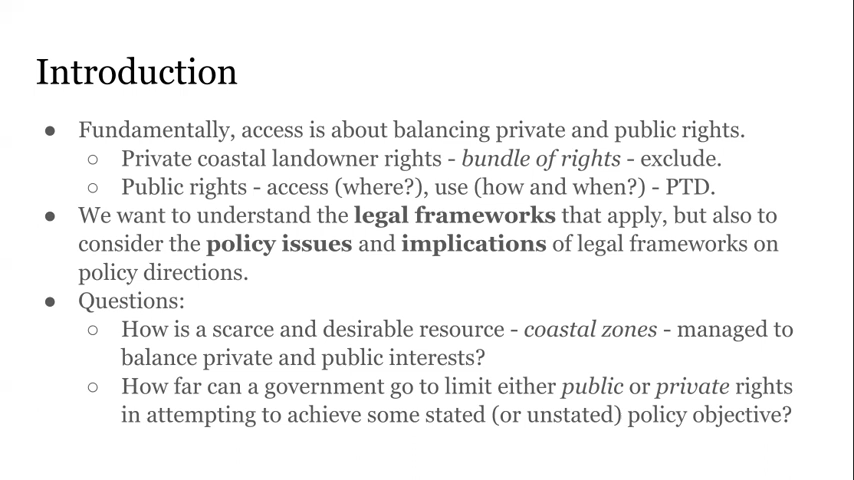 Introduction
● Fundamentally, access is about balancing private and public rights.
○ Private coastal landowner rights - bundle of rights - exclude.
○ Public rights - access (where?), use (how and when?) - PTD.
● We want to understand the legal frameworks that apply, but also to
consider the policy issues and implications of legal frameworks on
policy directions.
● Questions:
○ How is a scarce and desirable resource - coastal zones - managed to
balance private and public interests?
○ How far can a government go to limit either public or private rights
in attempting to achieve some stated (or unstated) policy objective?